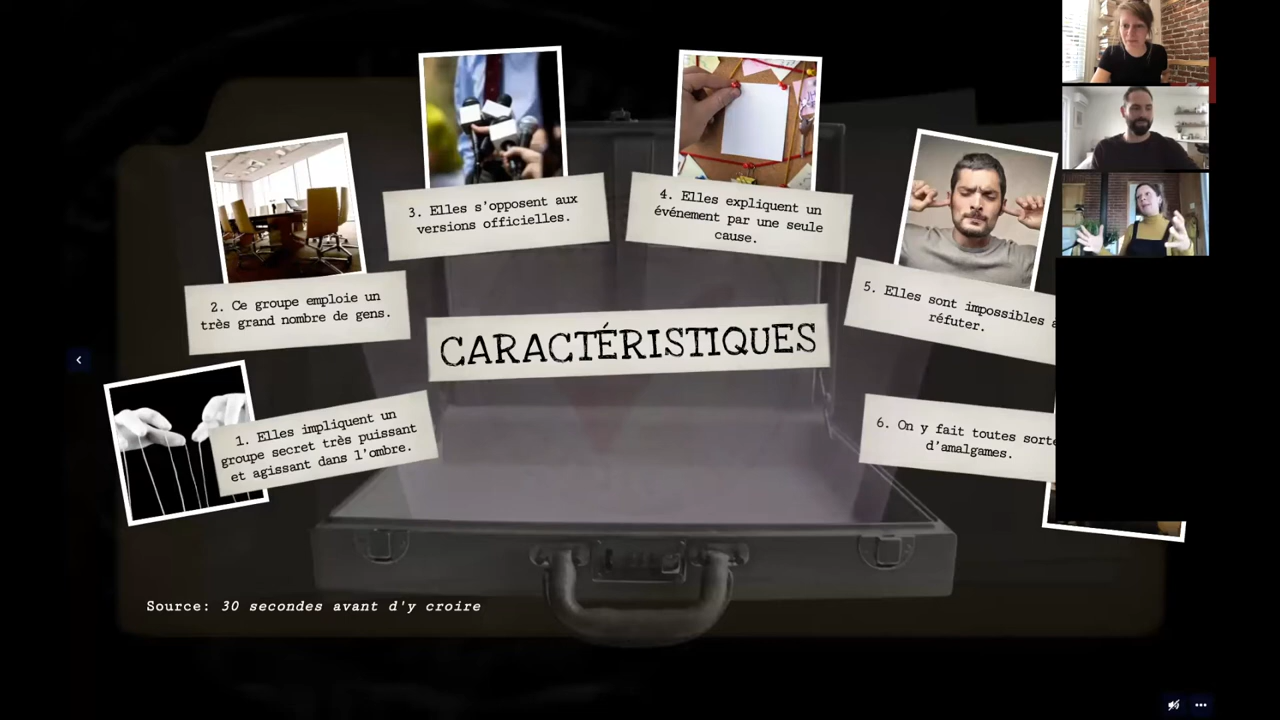 CARACTÉRISTIQUES
1. Elles impliquent un
groupe secret très puissant
et agissant dans l'ombre.
2. Ce groupe emploie un
très grand nombre de gens.
3. Elles s'opposent aux
versions officielles.
4. Elles expliquent un
événement par une seule
cause.
5. Elles sont impossibles
réfuter.
6. On y fait toutes sorte
d'amalgames.
Source: 30 secondes avant d'y croire